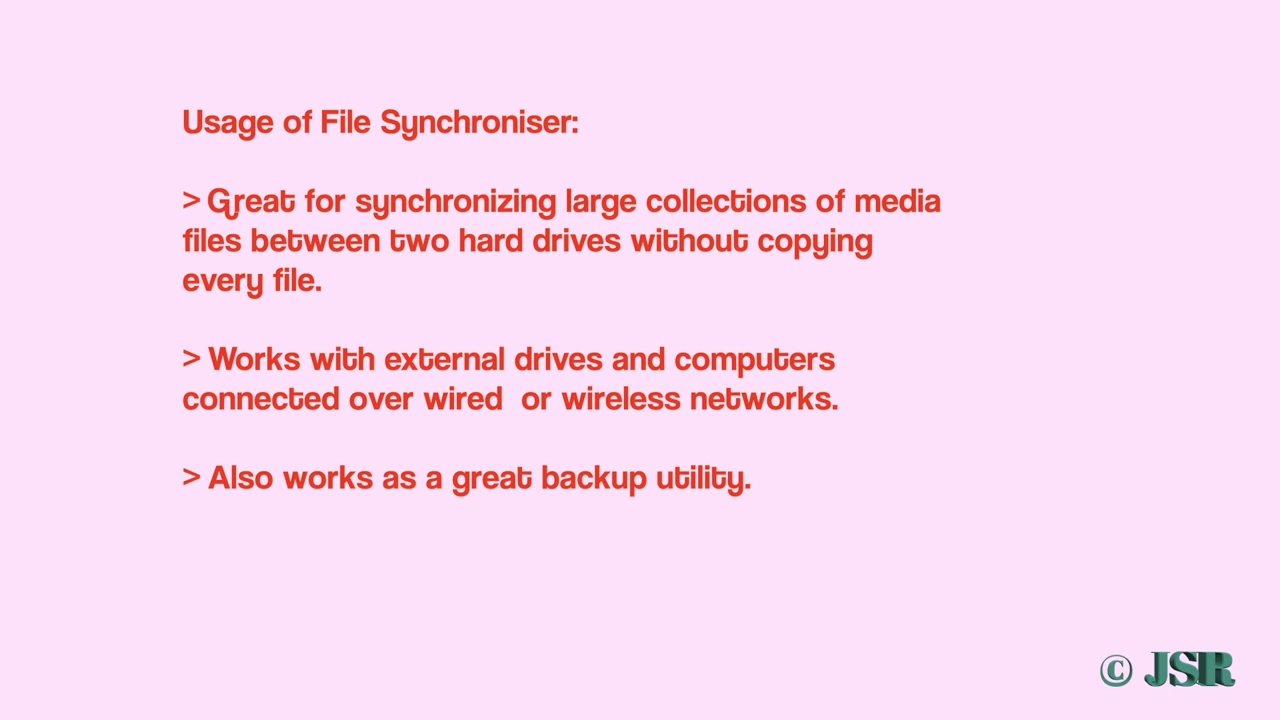 Usage of File Synchroniser:
> Great for synchronizing large collections of media
files between two hard drives without copying
every file.
> Works with external drives and computers
connected over wired  or wireless networks.
> Also works as a great backup utility.
© JSR